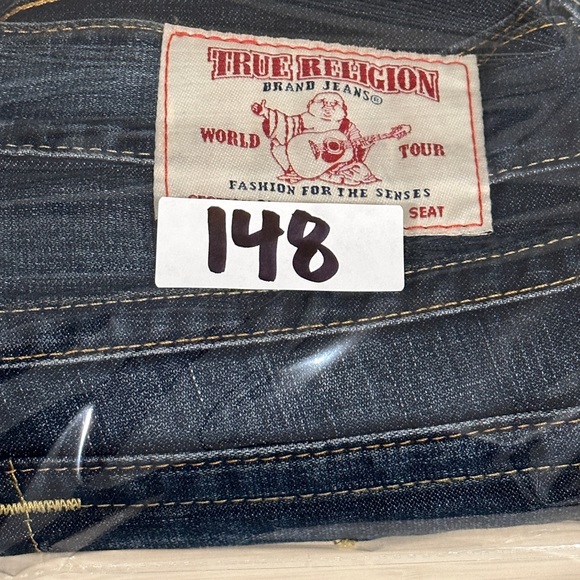 TRUE RELIGION
BRAND JEANS®
WORLD TOUR
FASHION FOR THE SENSES
SEAT
148